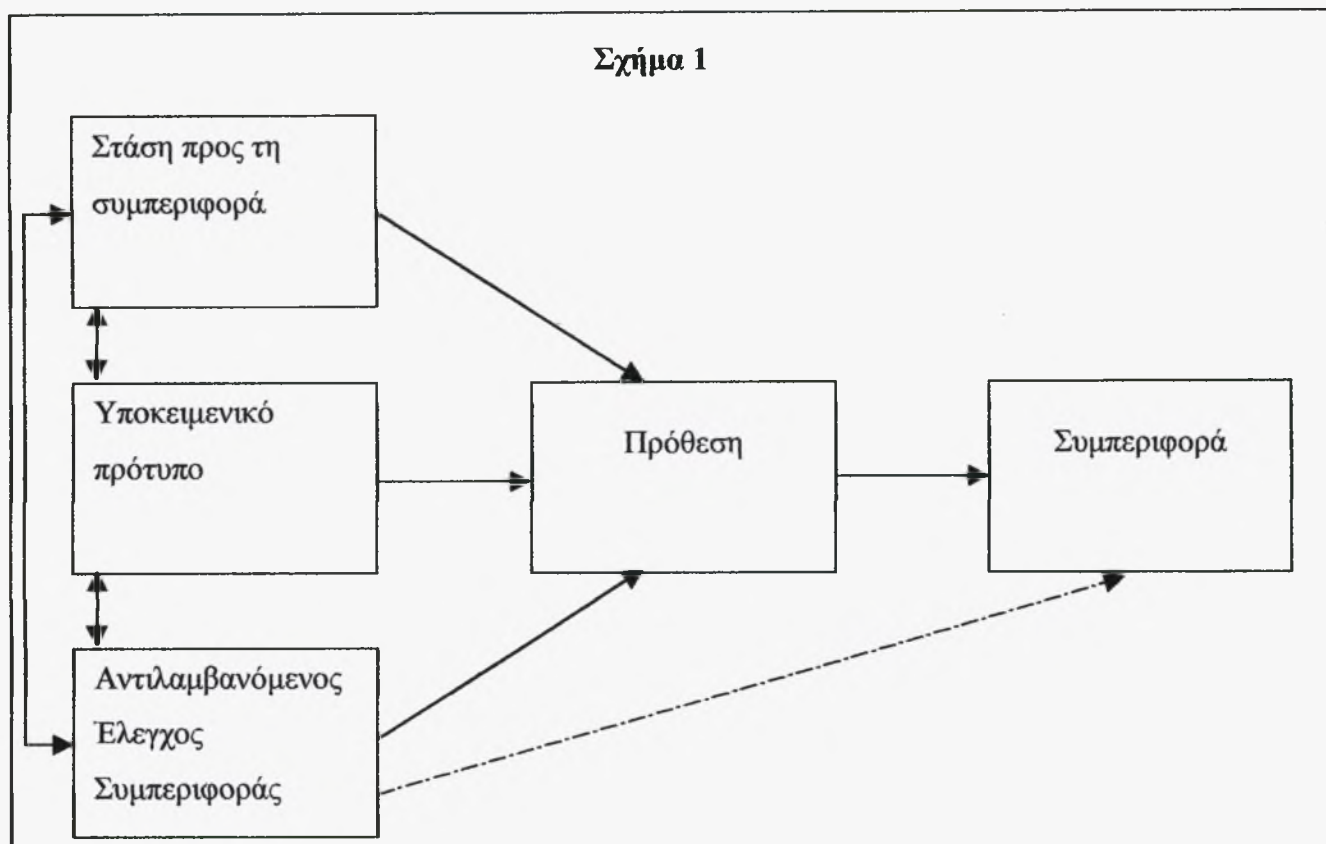 Σχήμα 1
Στάση προς τη
συμπεριφορά
Υποκειμενικό
πρότυπο
Πρόθεση
Συμπεριφορά
Αντιλαμβανόμενος
Έλεγχος
Συμπεριφοράς